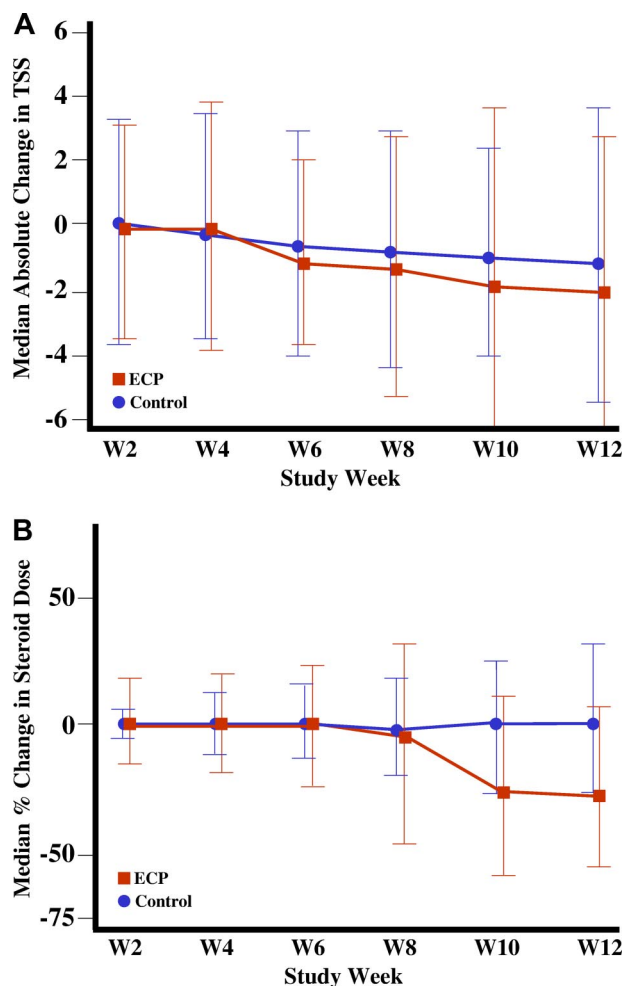 A
Median Absolute Change in TSS
6
4
2
0
-2
-4
-6
ECP
Control
W2 W4 W6 W8 W10 W12
Study Week
B
Median % Change in Steroid Dose
50
0
-50
-75
ECP
Control
W2 W4 W6 W8 W10 W12
Study Week